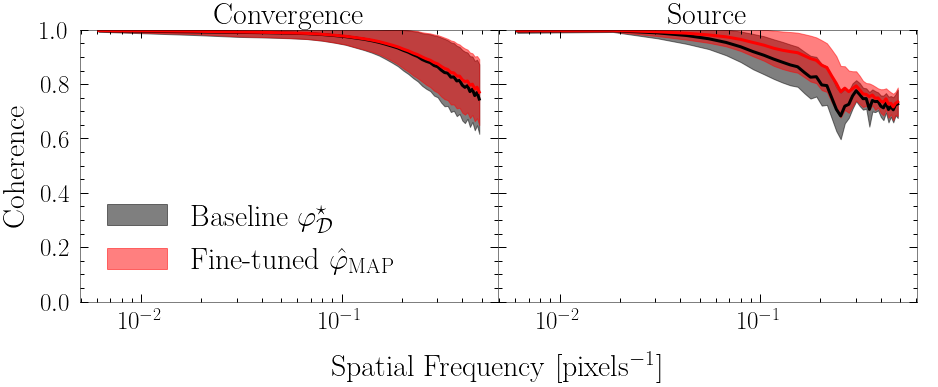 Convergence
Source
Coherence
1.0
0.8
0.6
0.4
0.2
0.0
Baseline φ⋆𝒟
Fine-tuned φ̂MAP
10−2
10−1
10−2
10−1
Spatial Frequency [pixels−1]